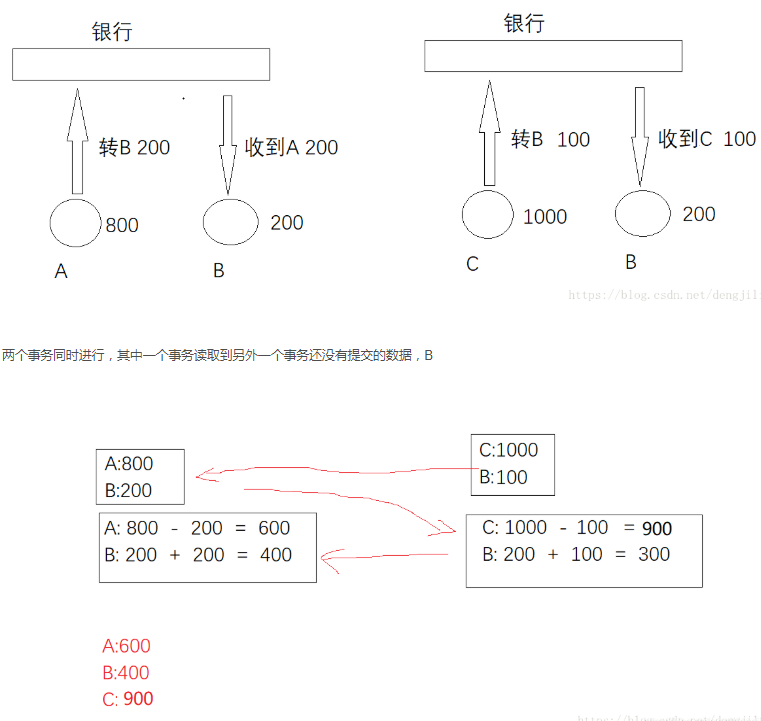 银行
转B 200
收到A 200
800
200
A
B
银行
转B 100
收到C 100
1000
200
C
B
https://blog.csdn.net/dengjili
两个事务同时进行，其中一个事务读取到另外一个事务还没有提交的数据，B
A:800
B:200
C:1000
B:100
A: 800 - 200 = 600
B: 200 + 200 = 400
C: 1000 - 100 = 900
B: 200 + 100 = 300
A:600
B:400
C: 900